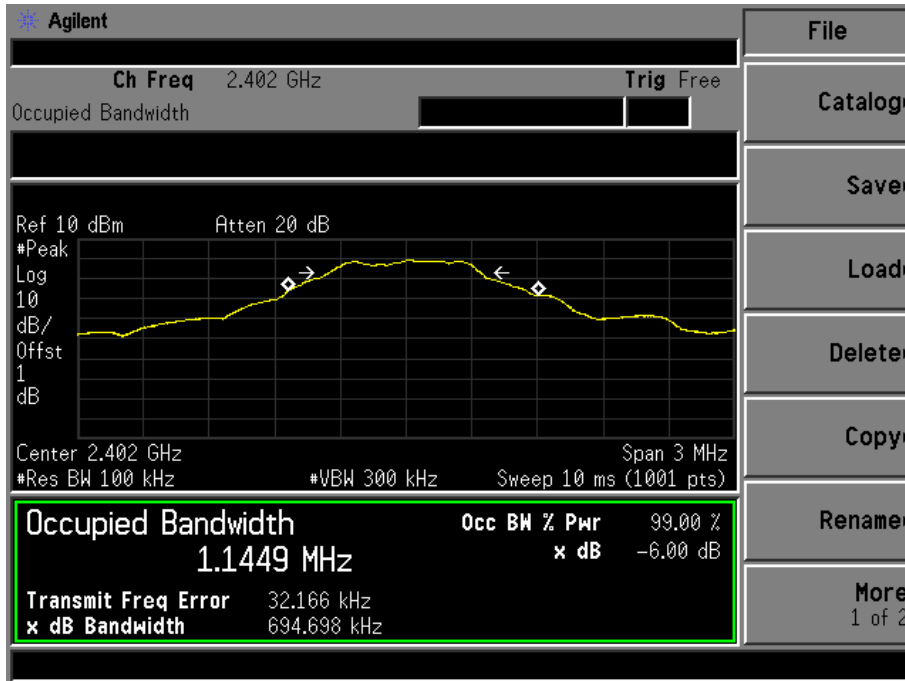 Agilent
Ch Freq 2.402 GHz Trig Free
Occupied Bandwidth
Ref 10 dBm Atten 20 dB
#Peak
Log
10
dB/
Offst
1
dB
Center 2.402 GHz Span 3 MHz
#Res BW 100 kHz #VBW 300 kHz Sweep 10 ms (1001 pts)
Occupied Bandwidth Occ BW % Pwr 99.00 %
1.1449 MHz x dB -6.00 dB
Transmit Freq Error 32.166 kHz
x dB Bandwidth 694.698 kHz
File
Catalog
Save
Load
Delete
Copy
Rename
More
1 of 2